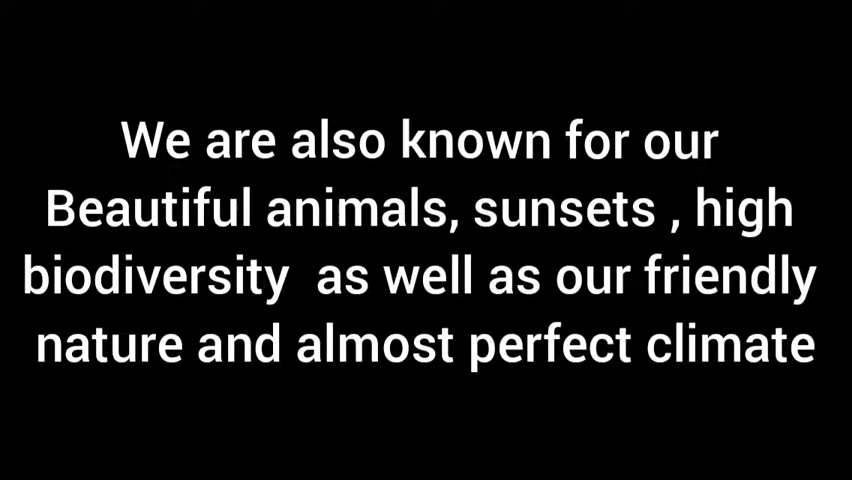 We are also known for our
Beautiful animals, sunsets , high
biodiversity  as well as our friendly
nature and almost perfect climate